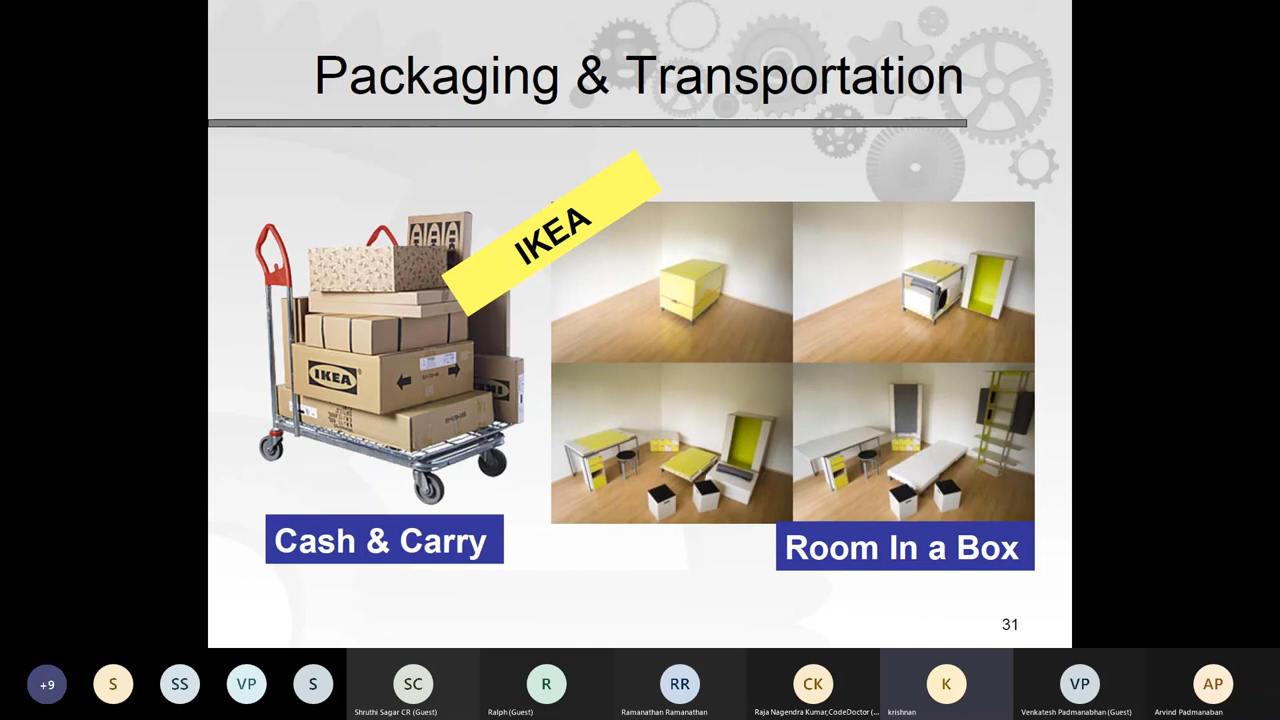 Packaging & Transportation
IKEA
IKEA
Cash & Carry
Room In a Box
31
+9
S
SS
VP
S
SC
R
RR
CK
K
VP
AP
Shruthi Sagar CR (Guest)
Ralph (Guest)
Ramanathan Ramanathan
Raja Nagendra Kumar,CodeDoctor (...
krishnan
Venkatesh Padmanabhan (Guest)
Arvind Padmanaban